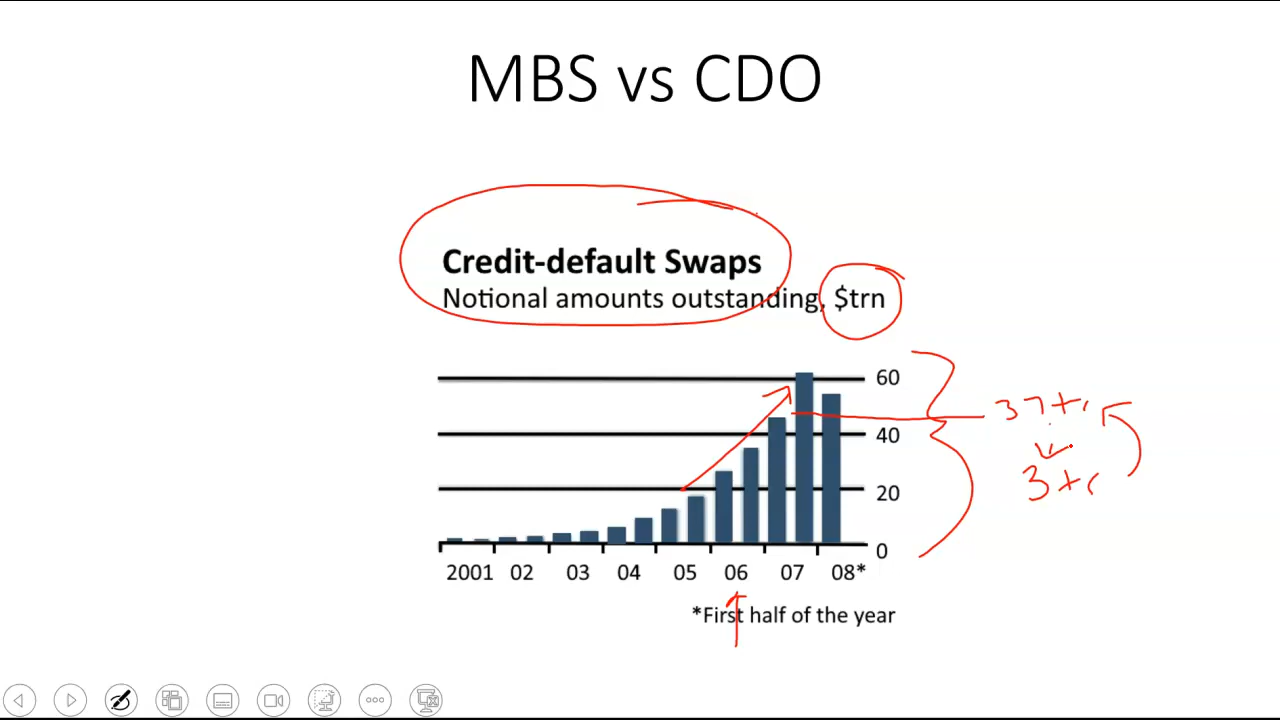 MBS vs CDO
Credit-default Swaps
Notional amounts outstanding, $trn
60
40
20
0
2001 02 03 04 05 06 07 08*
*First half of the year
37tr
3tr